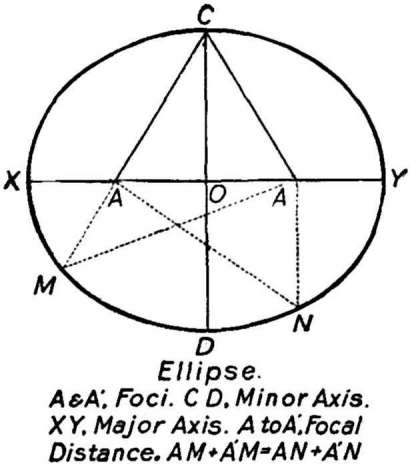 C
X A O A' Y
M
N
D
Ellipse.
A&A', Foci. C D, Minor Axis.
XY, Major Axis. A to A', Focal
Distance. AM+A'M=AN+A'N